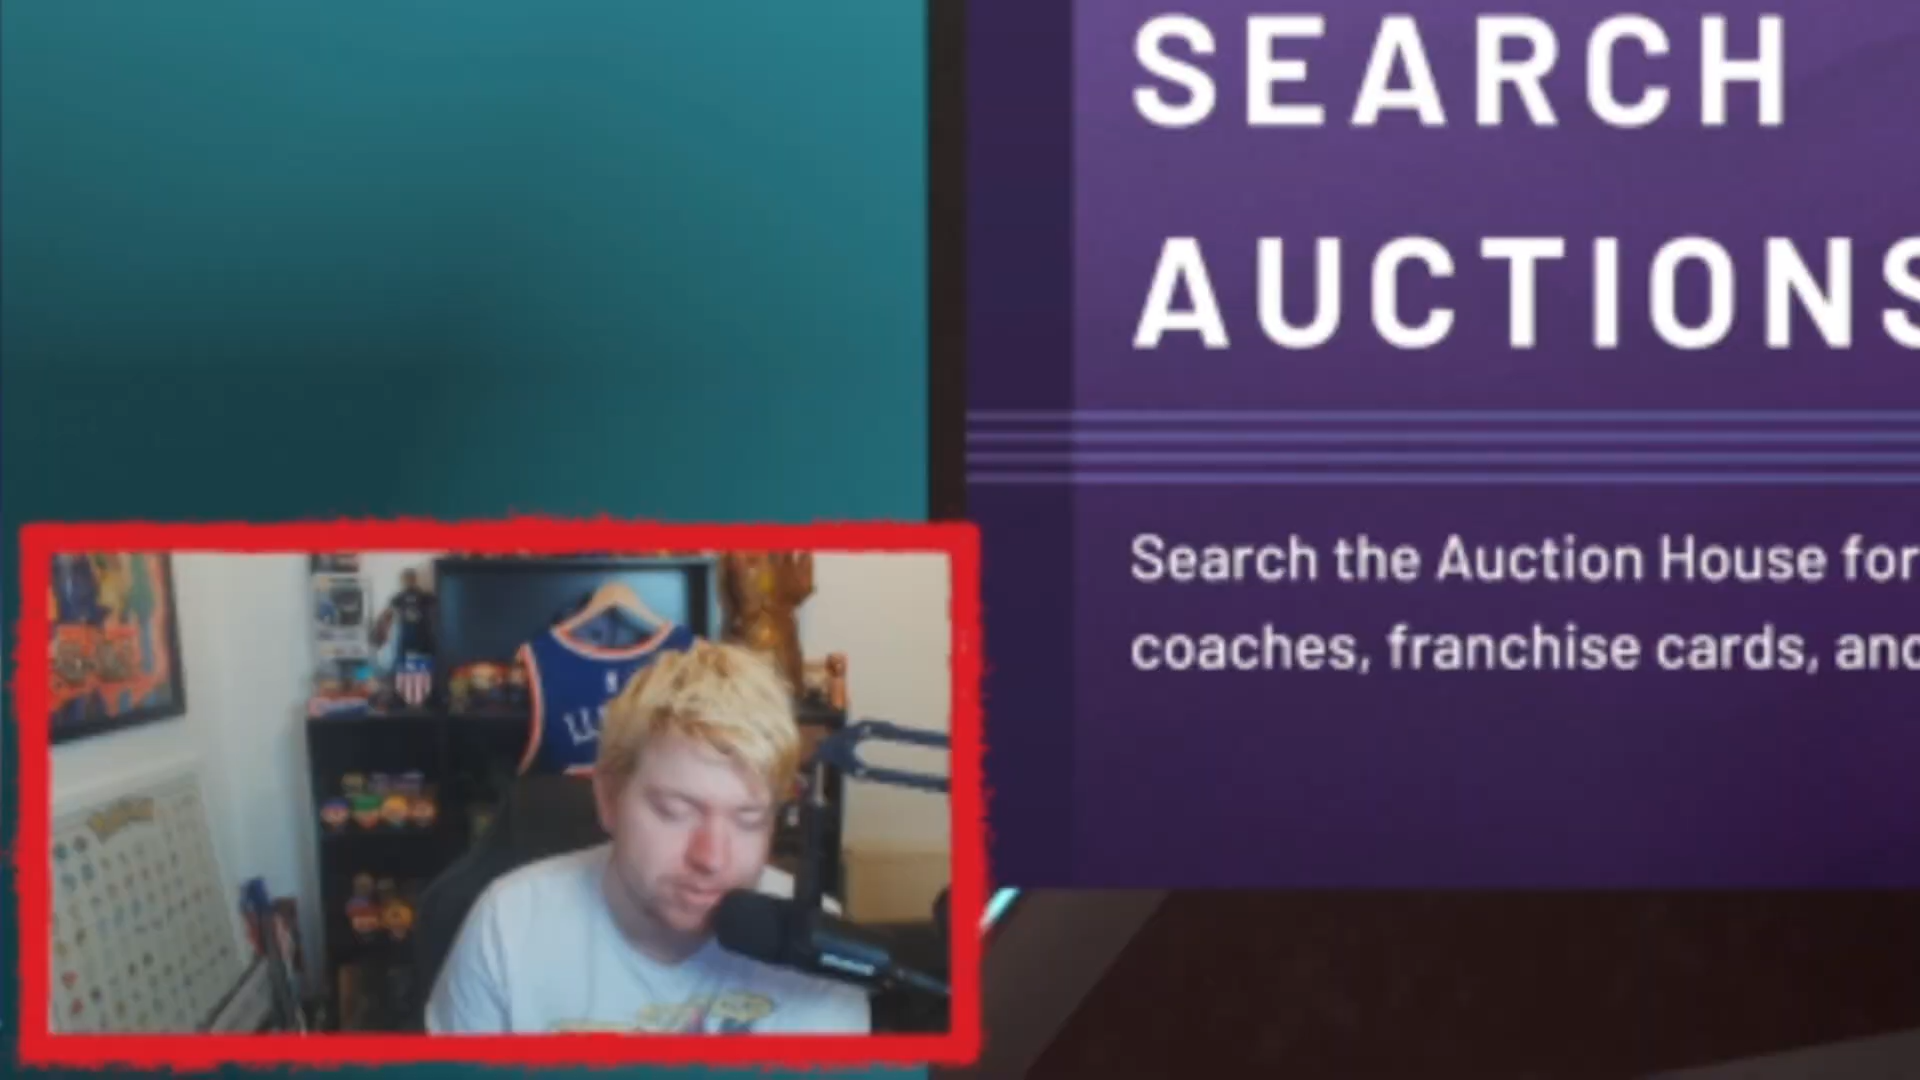 SEARCH
AUCTIONS
Search the Auction House for
coaches, franchise cards, and